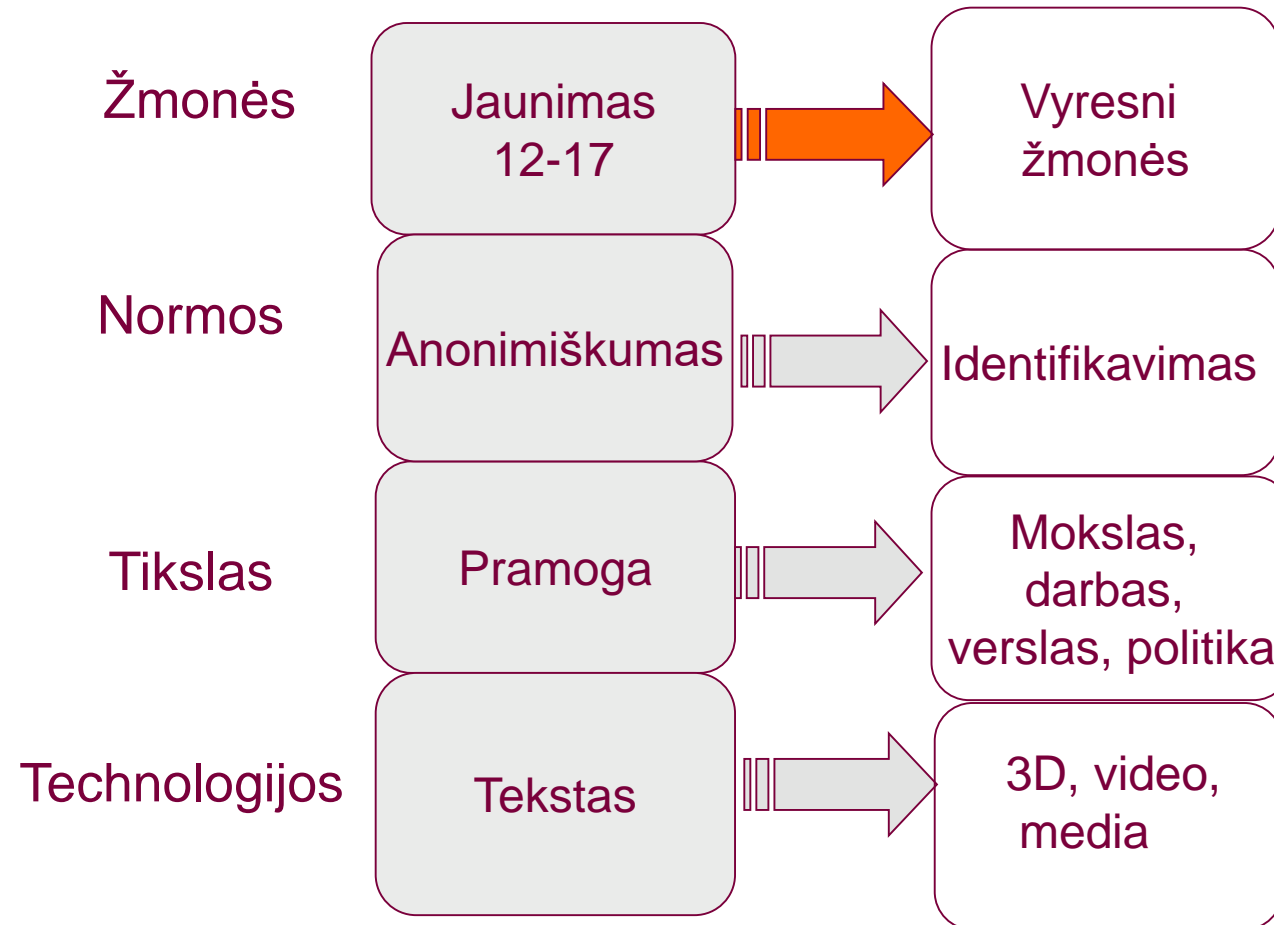 Žmonės
Jaunimas
12-17
Vyresni
žmonės
Normos
Anonimiškumas
Identifikavimas
Tikslas
Pramoga
Mokslas,
darbas,
verslas, politika
Technologijos
Tekstas
3D, video,
media